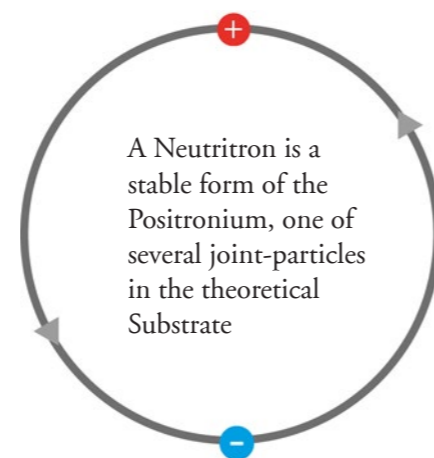 +
A Neutritron is a
stable form of the
Positronium, one of
several joint-particles
in the theoretical
Substrate
-